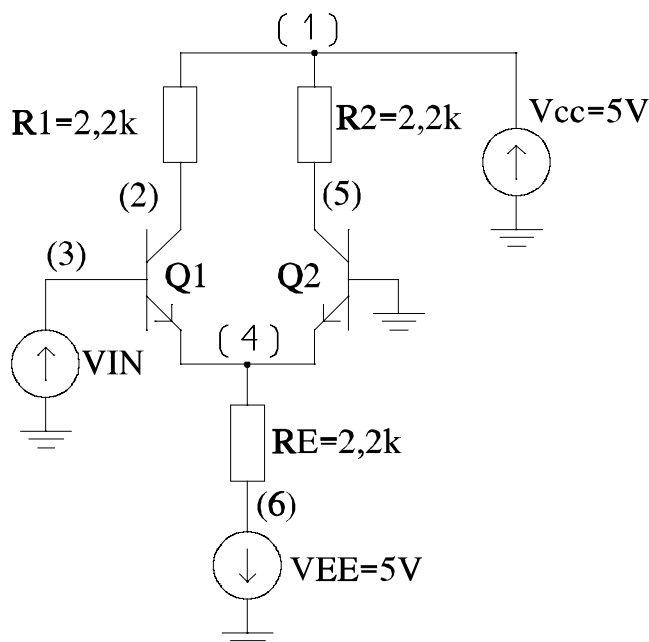 (1)
R1=2,2k
R2=2,2k
Vcc=5V
(2)
(5)
(3)
Q1
Q2
(4)
VIN
RE=2,2k
(6)
VEE=5V